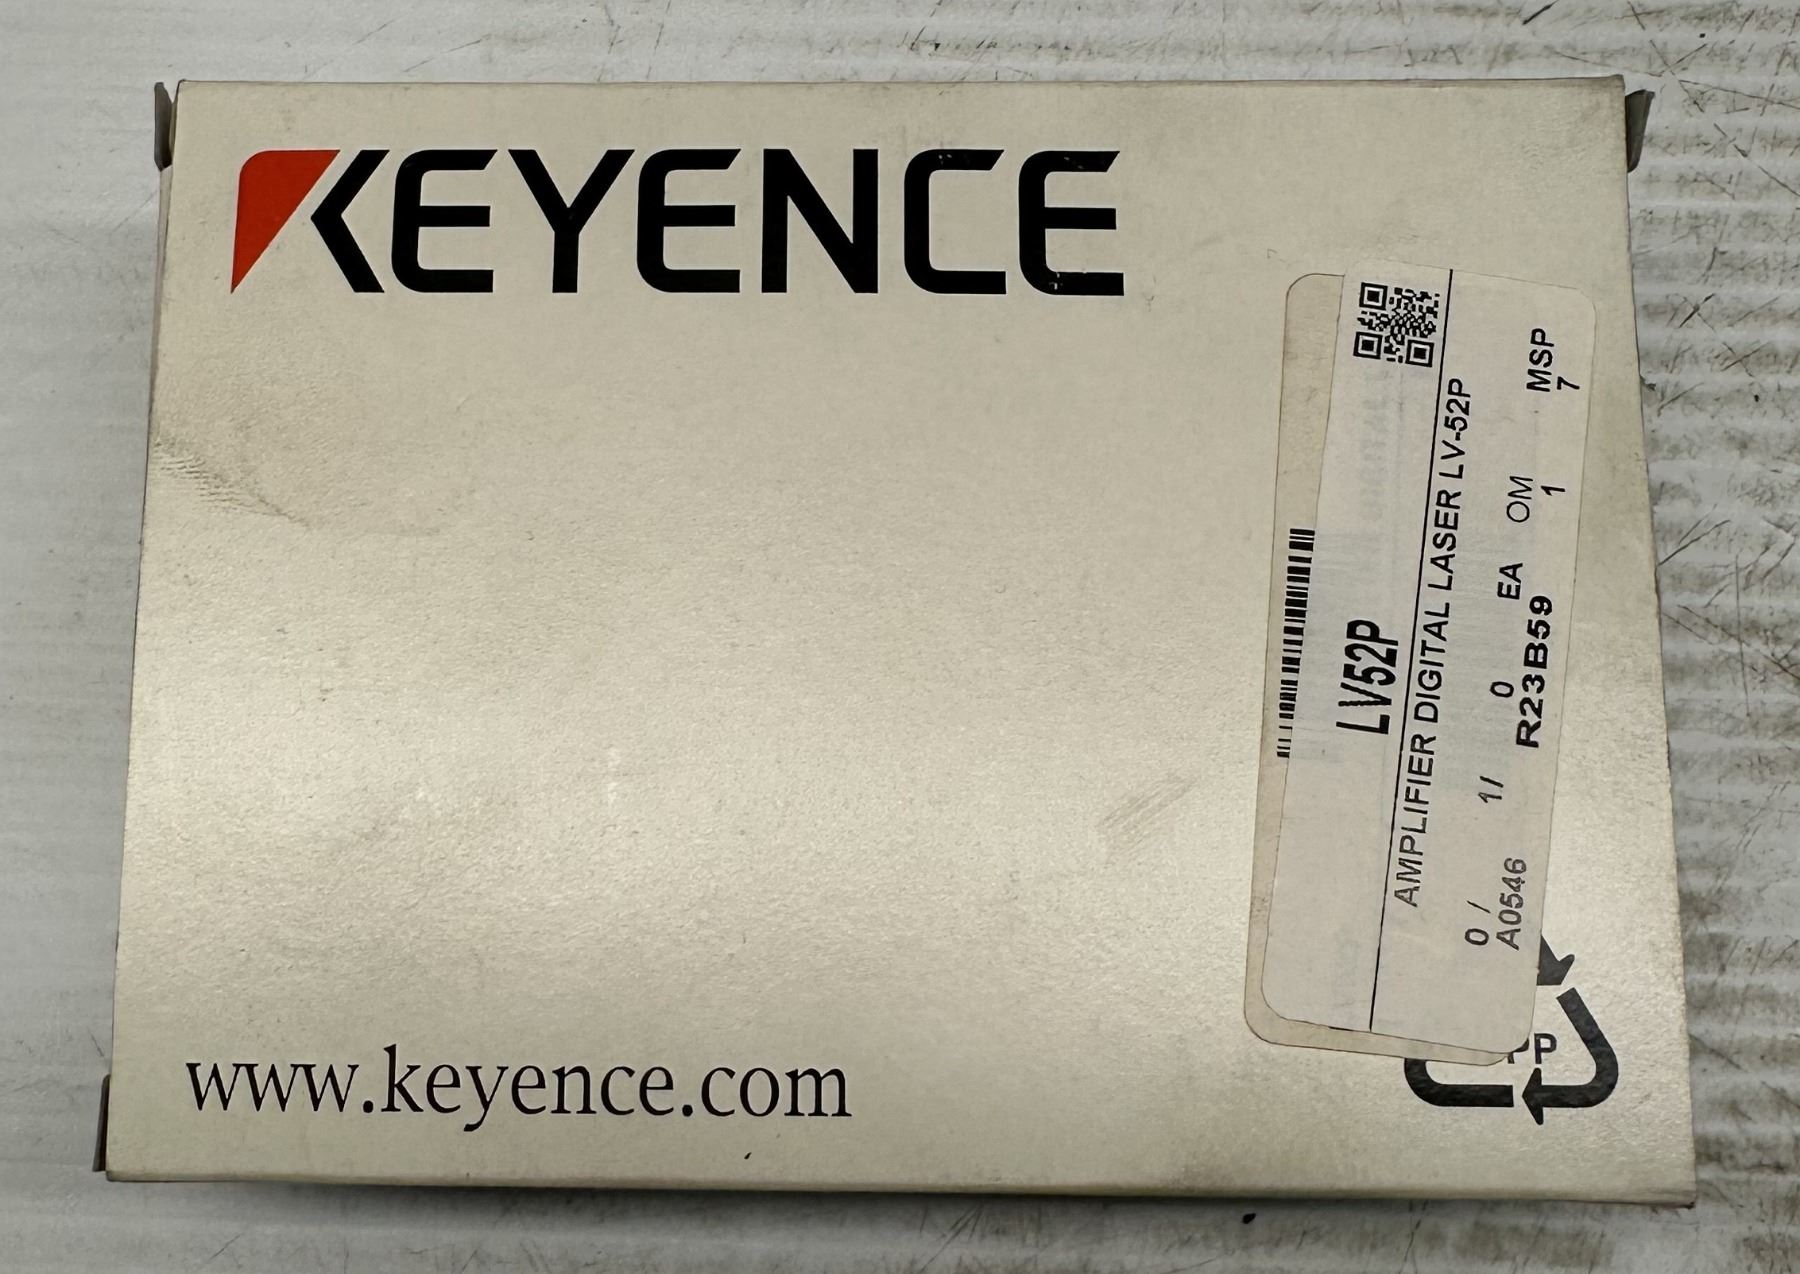 KEYENCE
LV52P
AMPLIFIER DIGITAL LASER LV-52P
0 / 1 / 0 EA OM MSP
A0546 R23B59 1 7
PP
www.keyence.com